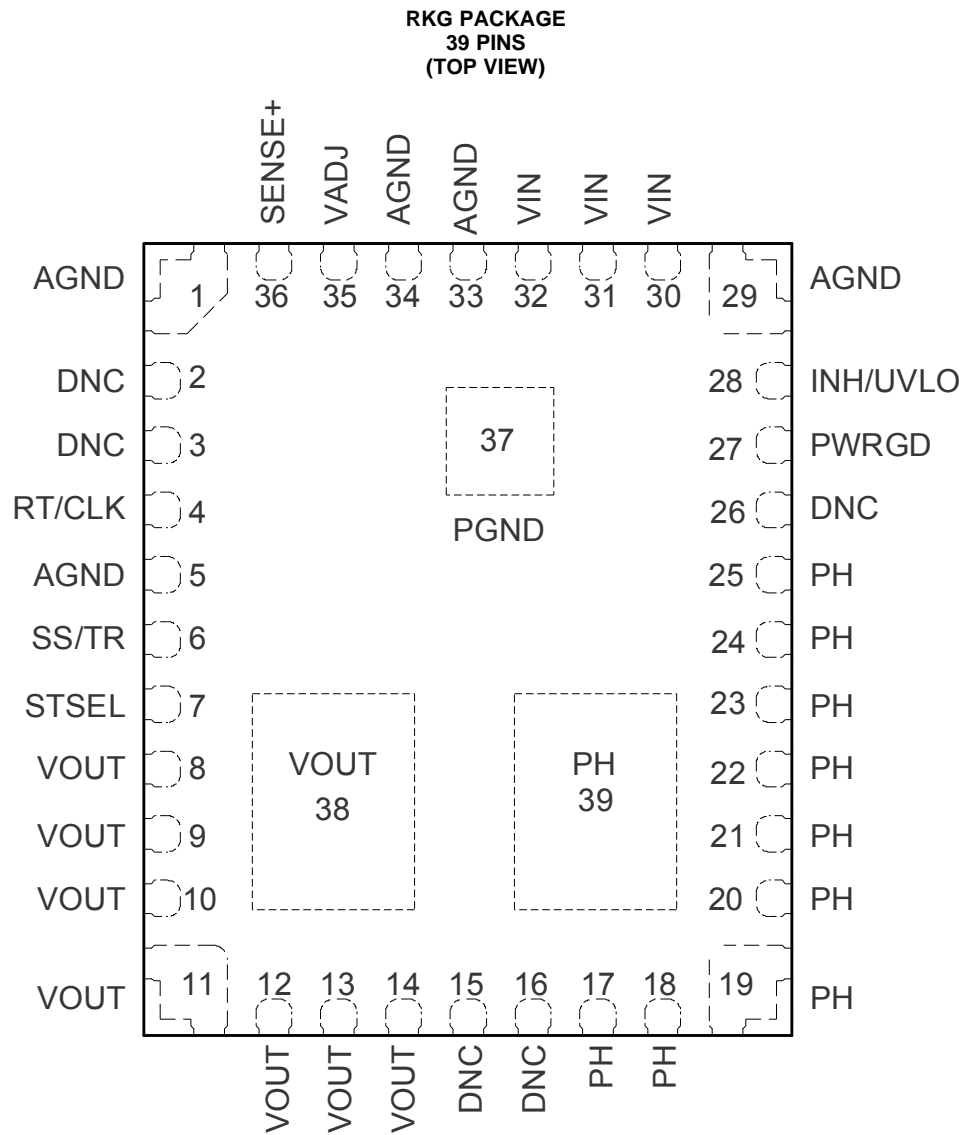 RKG PACKAGE
39 PINS
(TOP VIEW)
SENSE+ VADJ AGND AGND VIN VIN VIN
AGND 1 36 35 34 33 32 31 30 29 AGND
DNC 2 28 INH/UVLO
DNC 3 37 27 PWRGD
RT/CLK 4 26 DNC
PGND
AGND 5 25 PH
SS/TR 6 24 PH
STSEL 7 23 PH
VOUT 8 VOUT PH 22 PH
38 39
VOUT 9 21 PH
VOUT 10 20 PH
VOUT 11 12 13 14 15 16 17 18 19 PH
VOUT VOUT VOUT DNC DNC PH PH